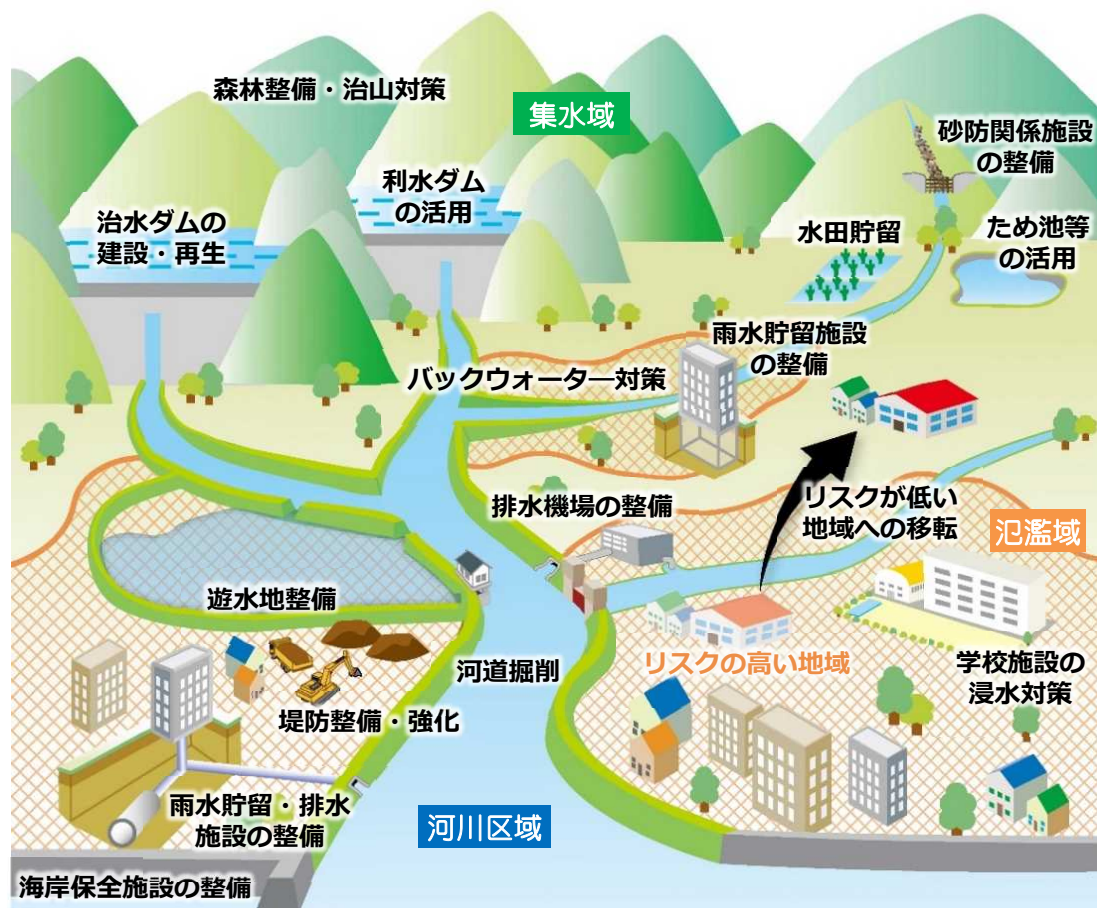 森林整備・治山対策
集水域
砂防関係施設
の整備
利水ダム
の活用
治水ダムの
建設・再生
水田貯留
ため池等
の活用
雨水貯留施設
の整備
バックウォーター対策
排水機場の整備
リスクが低い
地域への移転
氾濫域
遊水地整備
河道掘削
リスクの高い地域
学校施設の
浸水対策
堤防整備・強化
雨水貯留・排水
施設の整備
河川区域
海岸保全施設の整備